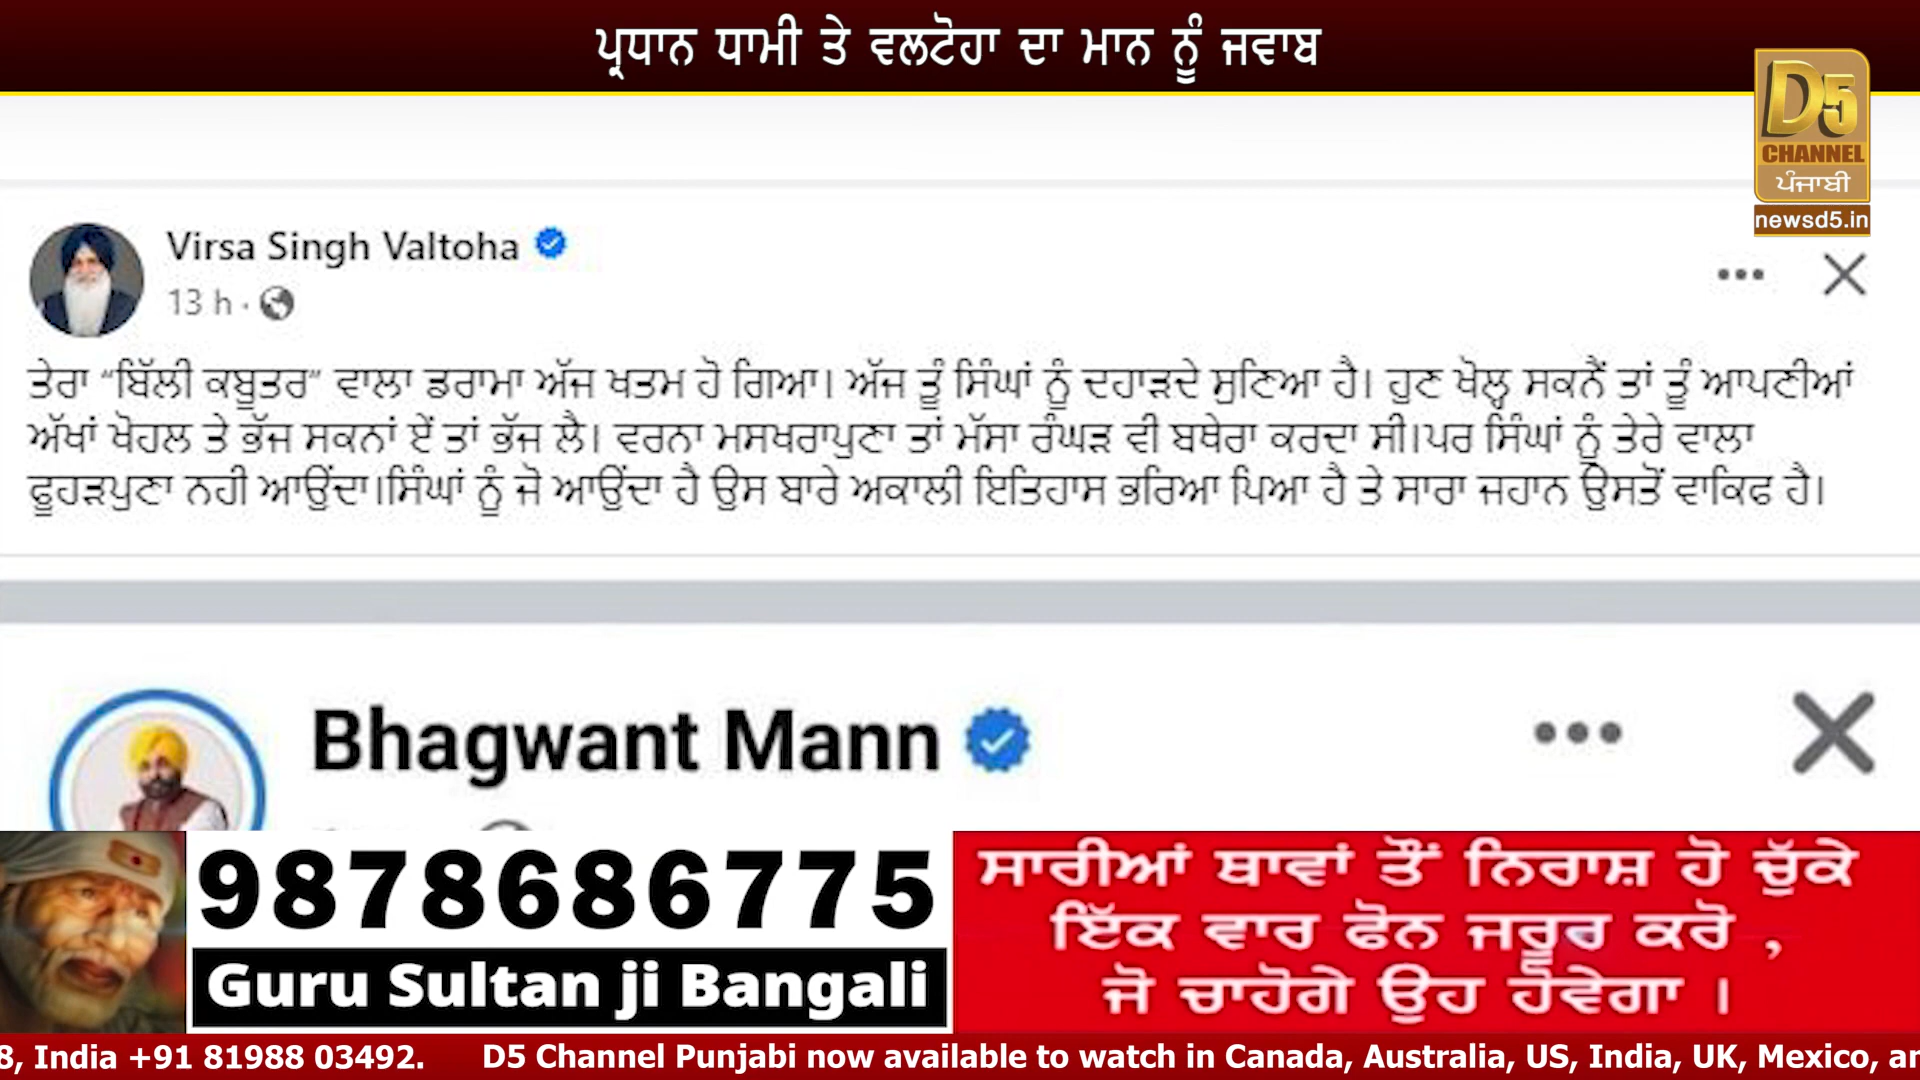 ਪ੍ਰਧਾਨ ਧਾਮੀ ਤੇ ਵਲਟੋਹਾ ਦਾ ਮਾਨ ਨੂੰ ਜਵਾਬ
D5
CHANNEL
ਪੰਜਾਬੀ
newsd5.in
Virsa Singh Valtoha
13 h
ਤੇਰਾ “ਬਿੱਲੀ ਕਬੂਤਰ” ਵਾਲਾ ਡਰਾਮਾ ਅੱਜ ਖਤਮ ਹੋ ਗਿਆ। ਅੱਜ ਤੂੰ ਸਿੰਘਾਂ ਨੂੰ ਦਹਾੜਦੇ ਸੁਣਿਆ ਹੈ। ਹੁਣ ਖੋਲ੍ਹ ਸਕਨੈਂ ਤਾਂ ਤੂੰ ਆਪਣੀਆਂ
ਅੱਖਾਂ ਖੋਹਲ ਤੇ ਭੱਜ ਸਕਨਾਂ ਏਂ ਤਾਂ ਭੱਜ ਲੈ। ਵਰਨਾ ਮਸਖਰਾਪੁਣਾ ਤਾਂ ਮੱਸਾ ਰੰਘੜ ਵੀ ਬਥੇਰਾ ਕਰਦਾ ਸੀ।ਪਰ ਸਿੰਘਾਂ ਨੂੰ ਤੇਰੇ ਵਾਲਾ
ਫੂਹੜਪੁਣਾ ਨਹੀ ਆਉਂਦਾ।ਸਿੰਘਾਂ ਨੂੰ ਜੋ ਆਉਂਦਾ ਹੈ ਉਸ ਬਾਰੇ ਅਕਾਲੀ ਇਤਿਹਾਸ ਭਰਿਆ ਪਿਆ ਹੈ ਤੇ ਸਾਰਾ ਜਹਾਨ ਉਸਤੋਂ ਵਾਕਿਫ ਹੈ।
Bhagwant Mann
9878686775
Guru Sultan ji Bangali
ਸਾਰੀਆਂ ਥਾਵਾਂ ਤੌਂ ਨਿਰਾਸ਼ ਹੋ ਚੁੱਕੇ
ਇੱਕ ਵਾਰ ਫੋਨ ਜਰੂਰ ਕਰੋ ,
ਜੋ ਚਾਹੋਗੇ ਉਹ ਹੋਵੇਗਾ ।
8, India +91 81988 03492. D5 Channel Punjabi now available to watch in Canada, Australia, US, India, UK, Mexico, ar